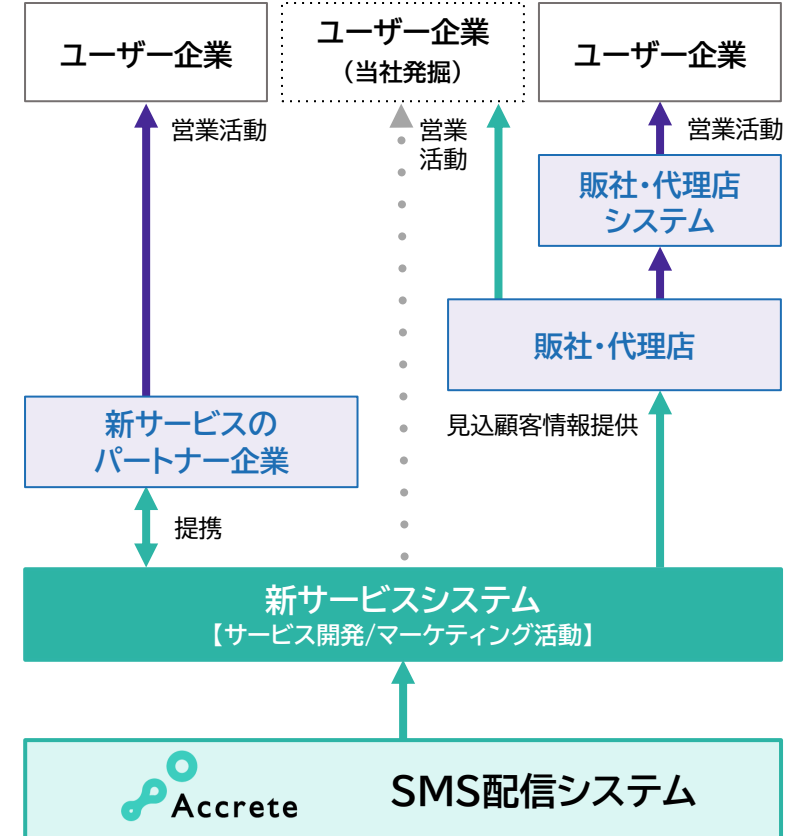 ユーザー企業
ユーザー企業
（当社発掘）
ユーザー企業
営業活動
営業
活動
営業活動
販社・代理店
システム
販社・代理店
新サービスの
パートナー企業
見込顧客情報提供
提携
新サービスシステム
【サービス開発/マーケティング活動】
Accrete
SMS配信システム